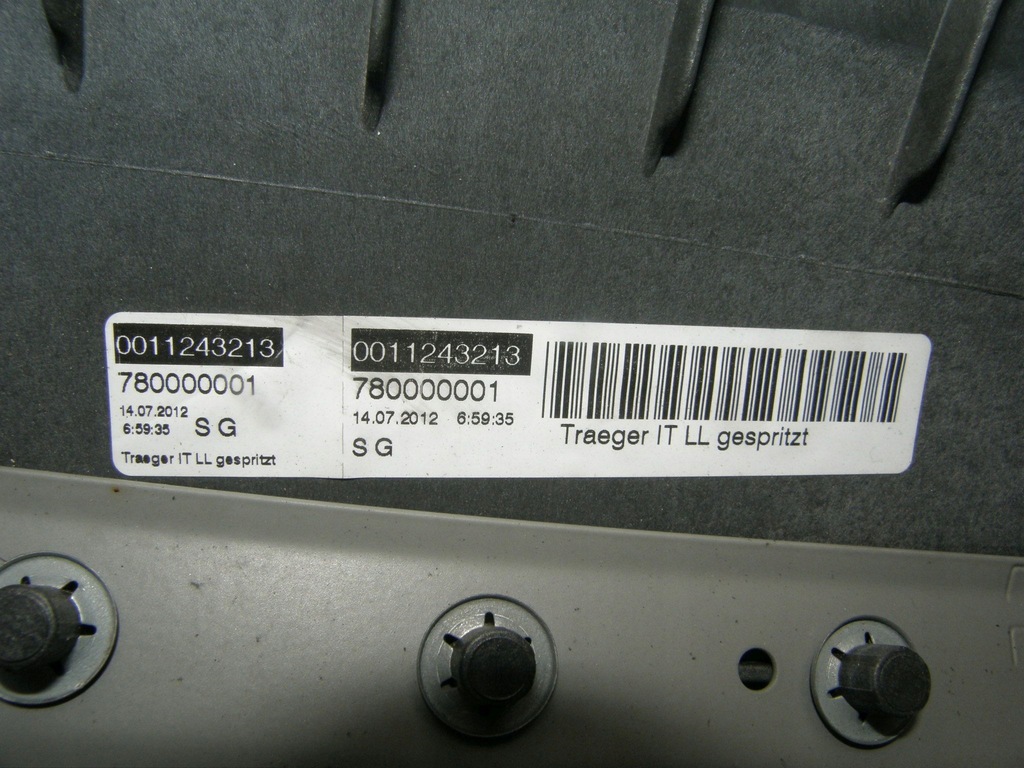 0011243213
780000001
14.07.2012
6:59:35 S G
Traeger IT LL gespritzt
0011243213
780000001
14.07.2012 6:59:35
S G
Traeger IT LL gespritzt